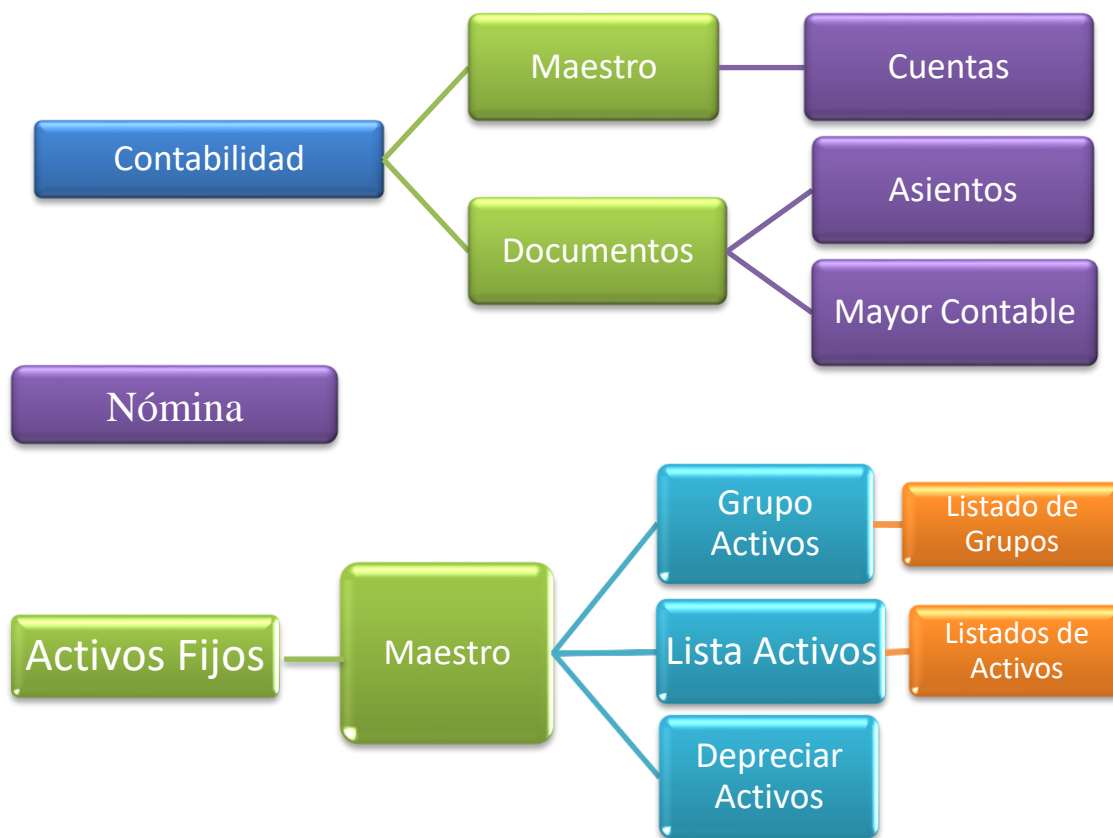 Maestro
Cuentas
Contabilidad
Asientos
Documentos
Mayor Contable
Nómina
Grupo
Activos
Listado de
Grupos
Activos Fijos
Maestro
Lista Activos
Listados de
Activos
Depreciar
Activos